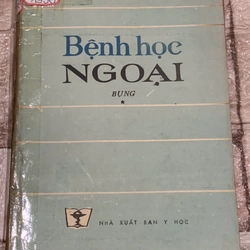 Bệnh học
NGOẠI
BỤNG
NHÀ XUẤT BẢN Y HỌC